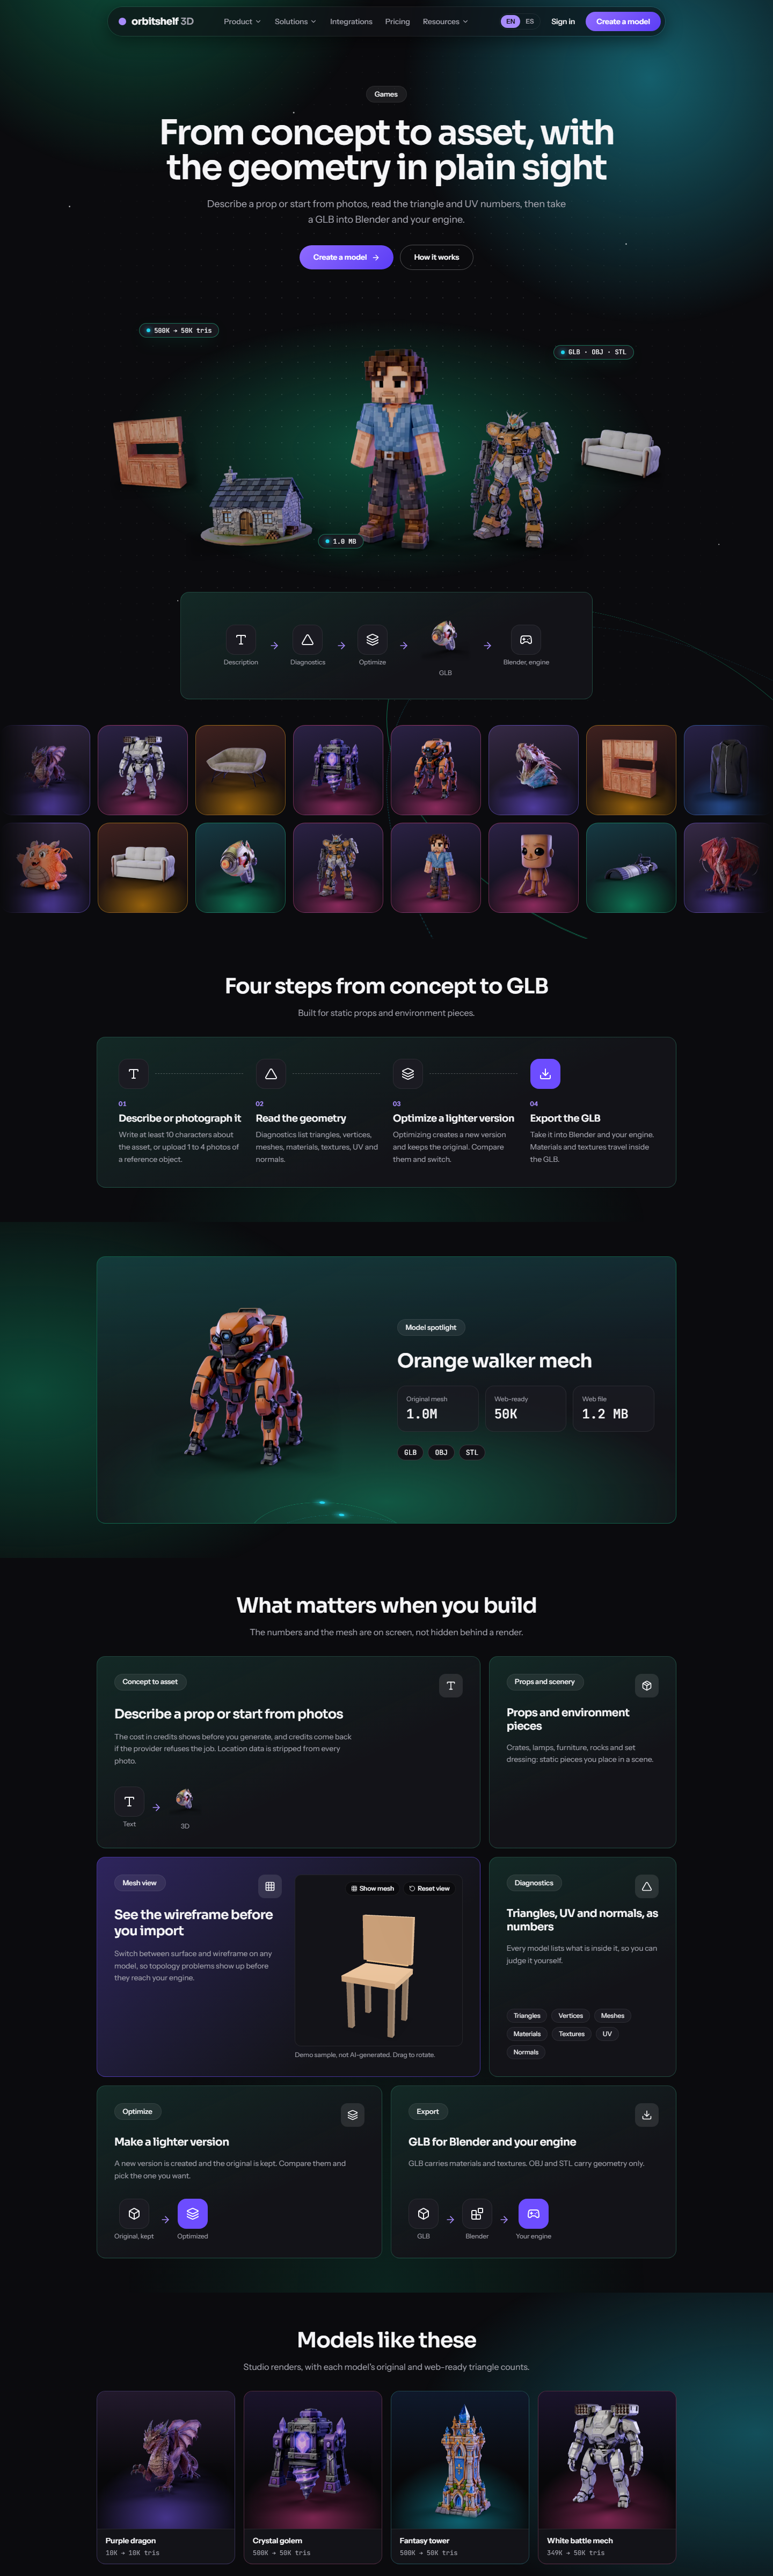 orbitshelf 3D
Product
Solutions
Integrations
Pricing
Resources
EN
ES
Sign in
Create a model
Games
From concept to asset, with
the geometry in plain sight
Describe a prop or start from photos, read the triangle and UV numbers, then take
a GLB into Blender and your engine.
Create a model
How it works
500K → 50K tris
GLB · OBJ · STL
1.0 MB
Description
Diagnostics
Optimize
GLB
Blender, engine
Four steps from concept to GLB
Built for static props and environment pieces.
01
Describe or photograph it
Write at least 10 characters about
the asset, or upload 1 to 4 photos of
a reference object.
02
Read the geometry
Diagnostics list triangles, vertices,
meshes, materials, textures, UV and
normals.
03
Optimize a lighter version
Optimizing creates a new version
and keeps the original. Compare
them and switch.
04
Export the GLB
Take it into Blender and your engine.
Materials and textures travel inside
the GLB.
Model spotlight
Orange walker mech
Original mesh
1.0M
Web-ready
50K
Web file
1.2 MB
GLB
OBJ
STL
What matters when you build
The numbers and the mesh are on screen, not hidden behind a render.
Concept to asset
Describe a prop or start from photos
The cost in credits shows before you generate, and credits come back
if the provider refuses the job. Location data is stripped from every
photo.
Text
3D
Props and scenery
Props and environment
pieces
Crates, lamps, furniture, rocks and set
dressing: static pieces you place in a scene.
Mesh view
See the wireframe before
you import
Switch between surface and wireframe on any
model, so topology problems show up before
they reach your engine.
Show mesh
Reset view
Demo sample, not AI-generated. Drag to rotate.
Diagnostics
Triangles, UV and normals, as
numbers
Every model lists what is inside it, so you can
judge it yourself.
Triangles
Vertices
Meshes
Materials
Textures
UV
Normals
Optimize
Make a lighter version
A new version is created and the original is kept. Compare them and
pick the one you want.
Original, kept
Optimized
Export
GLB for Blender and your engine
GLB carries materials and textures. OBJ and STL carry geometry only.
GLB
Blender
Your engine
Models like these
Studio renders, with each model's original and web-ready triangle counts.
Purple dragon
10K → 10K tris
Crystal golem
500K → 50K tris
Fantasy tower
500K → 50K tris
White battle mech
349K → 50K tris